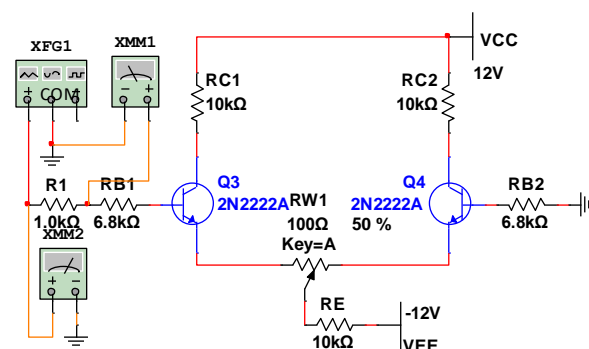 XFG1
XMM1
COM
R1
1.0kΩ
RB1
6.8kΩ
XMM2
RC1
10kΩ
RC2
10kΩ
VCC
12V
Q3
2N2222A
RW1
100Ω
Key=A
Q4
2N2222A
50 %
RB2
6.8kΩ
RE
10kΩ
-12V
VEE